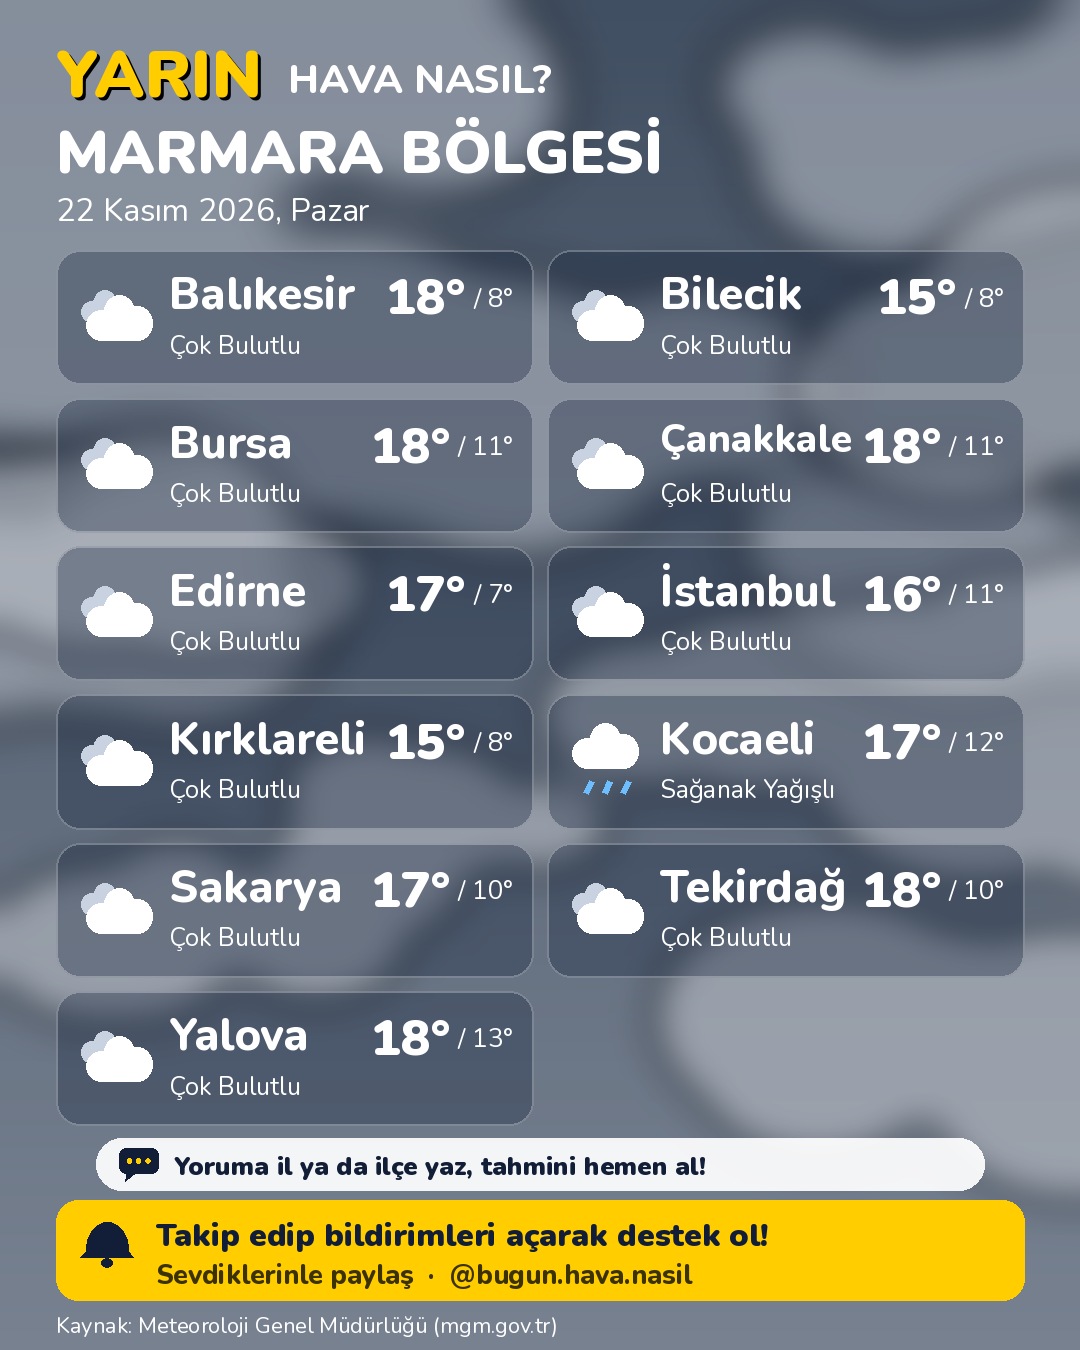 YARIN HAVA NASIL?
MARMARA BÖLGESİ
22 Kasım 2026, Pazar
Balıkesir 18° / 8°
Çok Bulutlu
Bilecik 15° / 8°
Çok Bulutlu
Bursa 18° / 11°
Çok Bulutlu
Çanakkale 18° / 11°
Çok Bulutlu
Edirne 17° / 7°
Çok Bulutlu
İstanbul 16° / 11°
Çok Bulutlu
Kırklareli 15° / 8°
Çok Bulutlu
Kocaeli 17° / 12°
Sağanak Yağışlı
Sakarya 17° / 10°
Çok Bulutlu
Tekirdağ 18° / 10°
Çok Bulutlu
Yalova 18° / 13°
Çok Bulutlu
Yoruma il ya da ilçe yaz, tahmini hemen al!
Takip edip bildirimleri açarak destek ol!
Sevdiklerinle paylaş · @bugun.hava.nasil
Kaynak: Meteoroloji Genel Müdürlüğü (mgm.gov.tr)